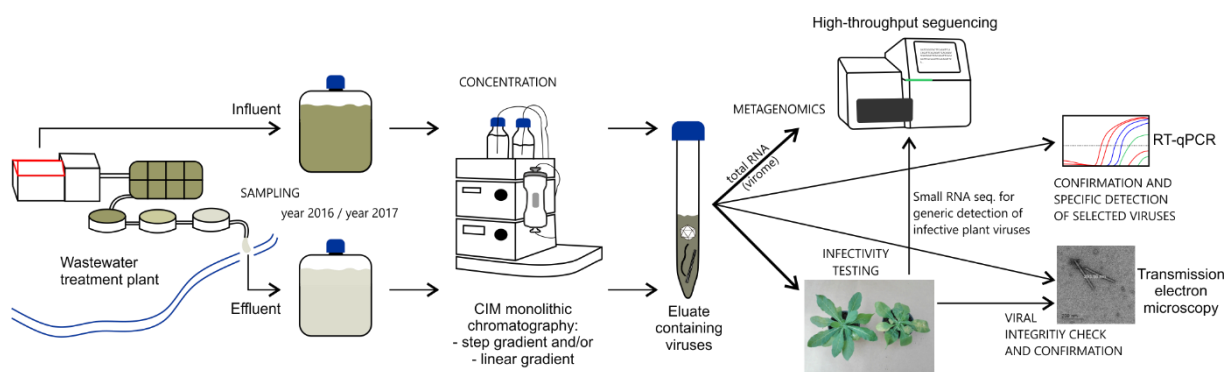 Influent
SAMPLING
year 2016 / year 2017
Wastewater
treatment plant
Effluent
CONCENTRATION
CIM monolithic
chromatography:
- step gradient and/or
- linear gradient
Eluate
containing
viruses
High-throughput seguencing
METAGENOMICS
total RNA
(virome)
Small RNA seq. for
generic detection of
infective plant viruses
INFECTIVITY
TESTING
RT-qPCR
CONFIRMATION AND
SPECIFIC DETECTION
OF SELECTED VIRUSES
Transmission
electron
microscopy
VIRAL
INTEGRITIY CHECK
AND CONFIRMATION